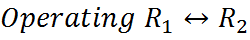 Operating R₁ ↔ R₂